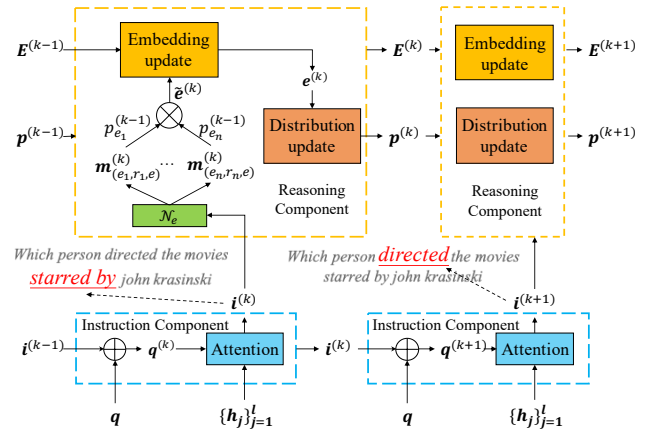 E^(k−1)
Embedding
update
E^(k)
Embedding
update
E^(k+1)
ẽ^(k)
e^(k)
p_{e_1}^(k−1)
p_{e_n}^(k−1)
p^(k−1)
Distribution
update
p^(k)
Distribution
update
p^(k+1)
m_{(e_1,r_1,e)}^(k)
...
m_{(e_n,r_n,e)}^(k)
Reasoning
Component
Reasoning
Component
𝒩_e
Which person directed the movies
starred by john krasinski
Which person directed the movies
starred by john krasinski
i^(k)
i^(k+1)
Instruction Component
Instruction Component
i^(k−1)
q^(k)
Attention
i^(k)
q^(k+1)
Attention
q
{h_j}_{j=1}^l
q
{h_j}_{j=1}^l